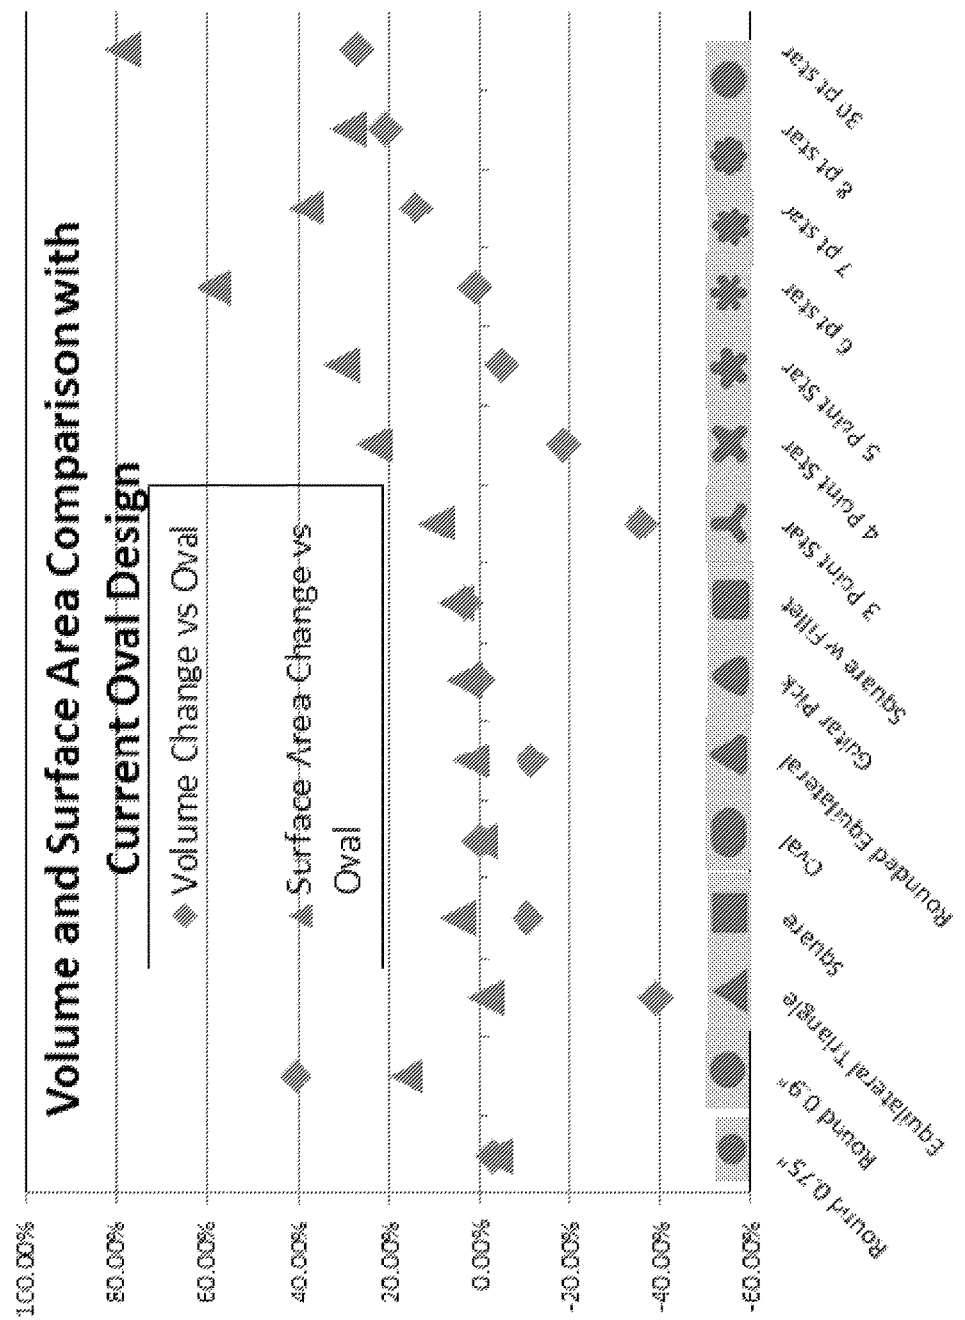 Volume and Surface Area Comparison with
Current Oval Design
Volume Change vs Oval
Surface Area Change vs
Oval
100.00%
80.00%
60.00%
40.00%
20.00%
0.00%
-20.00%
-40.00%
-60.00%
Round 0.75"
Round 0.9"
Equilateral Triangle
Square
Oval
Rounded Equilateral
Guitar Pick
Square w Fillet
3 Point Star
4 Point Star
5 Point Star
6 pt star
7 pt star
8 pt star
30 pt star